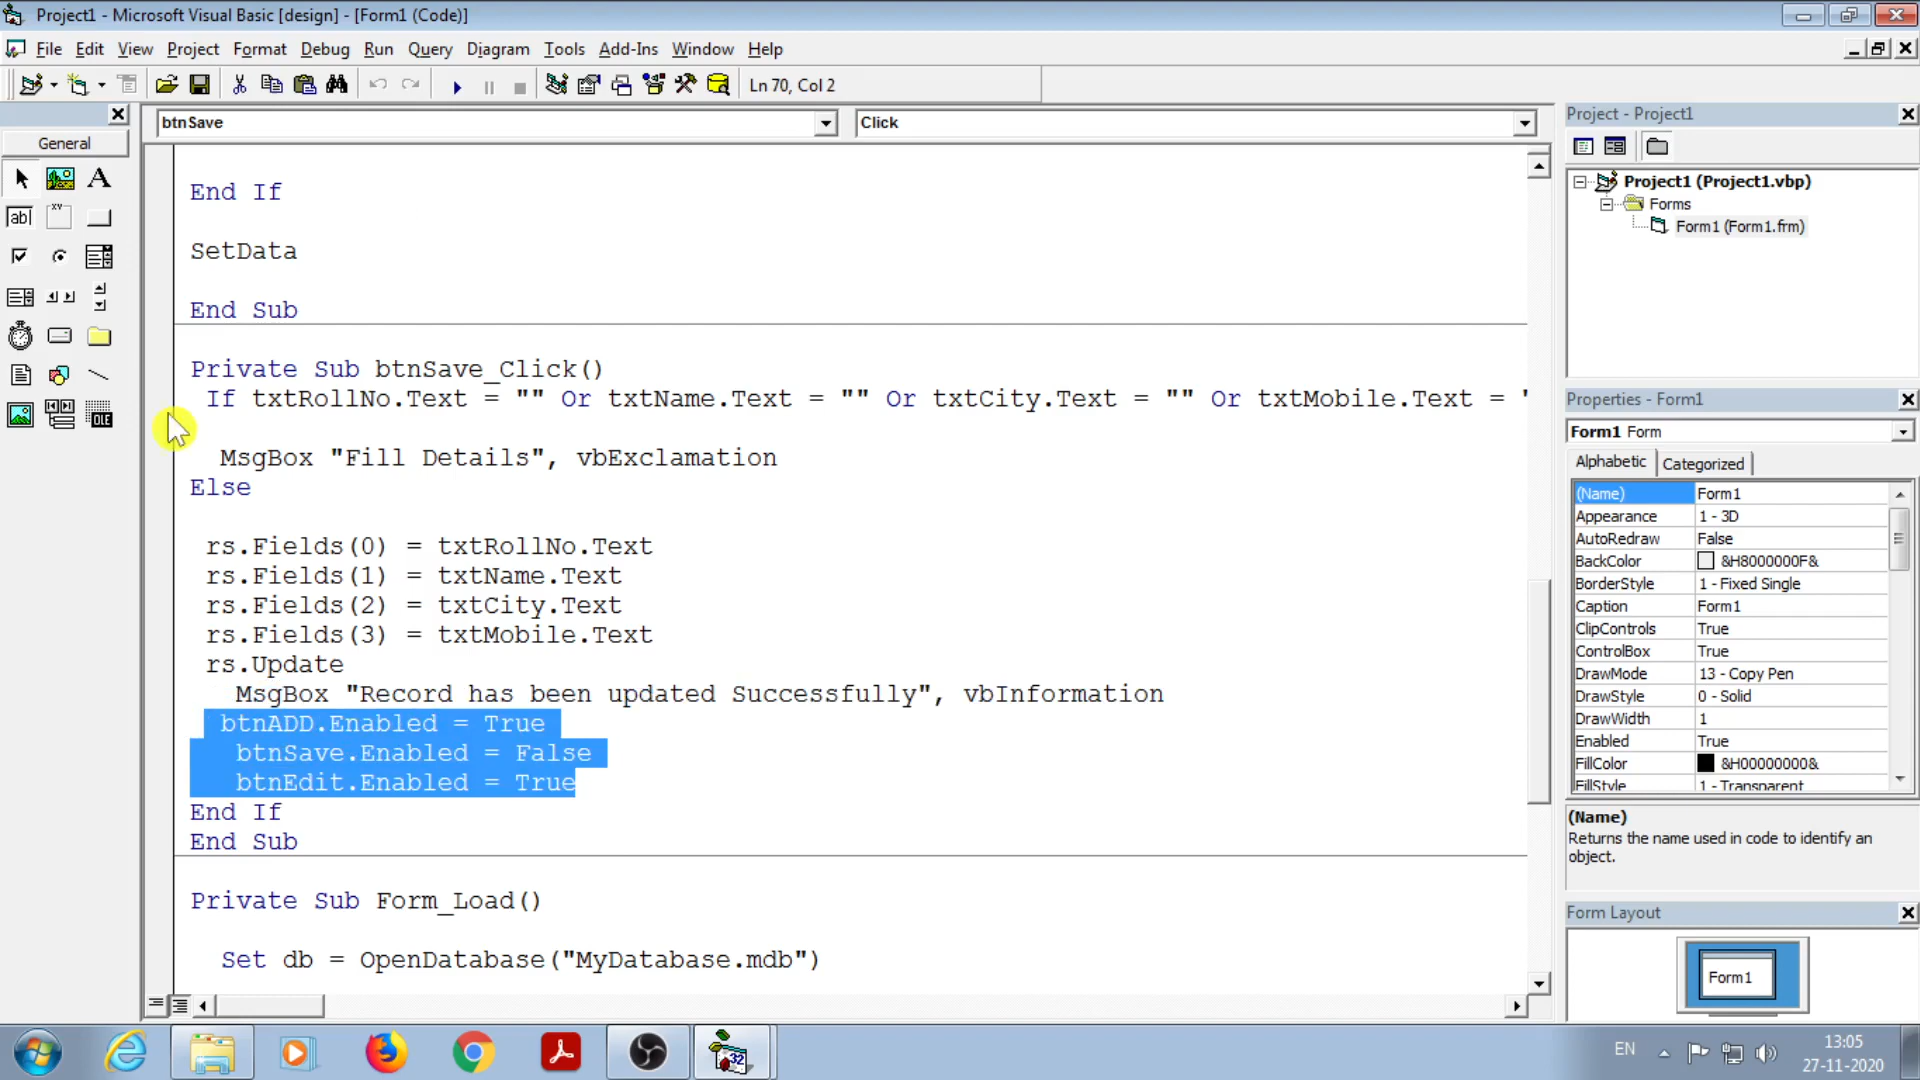 Project1 - Microsoft Visual Basic [design] - [Form1 (Code)]
File Edit View Project Format Debug Run Query Diagram Tools Add-Ins Window Help
Ln 70, Col 2
General
btnSave
Click
End If
SetData
End Sub
Private Sub btnSave_Click()
If txtRollNo.Text = "" Or txtName.Text = "" Or txtCity.Text = "" Or txtMobile.Text = '
MsgBox "Fill Details", vbExclamation
Else
rs.Fields(0) = txtRollNo.Text
rs.Fields(1) = txtName.Text
rs.Fields(2) = txtCity.Text
rs.Fields(3) = txtMobile.Text
rs.Update
MsgBox "Record has been updated Successfully", vbInformation
btnADD.Enabled = True
btnSave.Enabled = False
btnEdit.Enabled = True
End If
End Sub
Private Sub Form_Load()
Set db = OpenDatabase("MyDatabase.mdb")
Project - Project1
Project1 (Project1.vbp)
Forms
Form1 (Form1.frm)
Properties - Form1
Form1 Form
Alphabetic Categorized
(Name) Form1
Appearance 1 - 3D
AutoRedraw False
BackColor &H8000000F&
BorderStyle 1 - Fixed Single
Caption Form1
ClipControls True
ControlBox True
DrawMode 13 - Copy Pen
DrawStyle 0 - Solid
DrawWidth 1
Enabled True
FillColor &H00000000&
FillStyle 1 - Transparent
(Name)
Returns the name used in code to identify an
object.
Form Layout
Form1
EN
13:05
27-11-2020